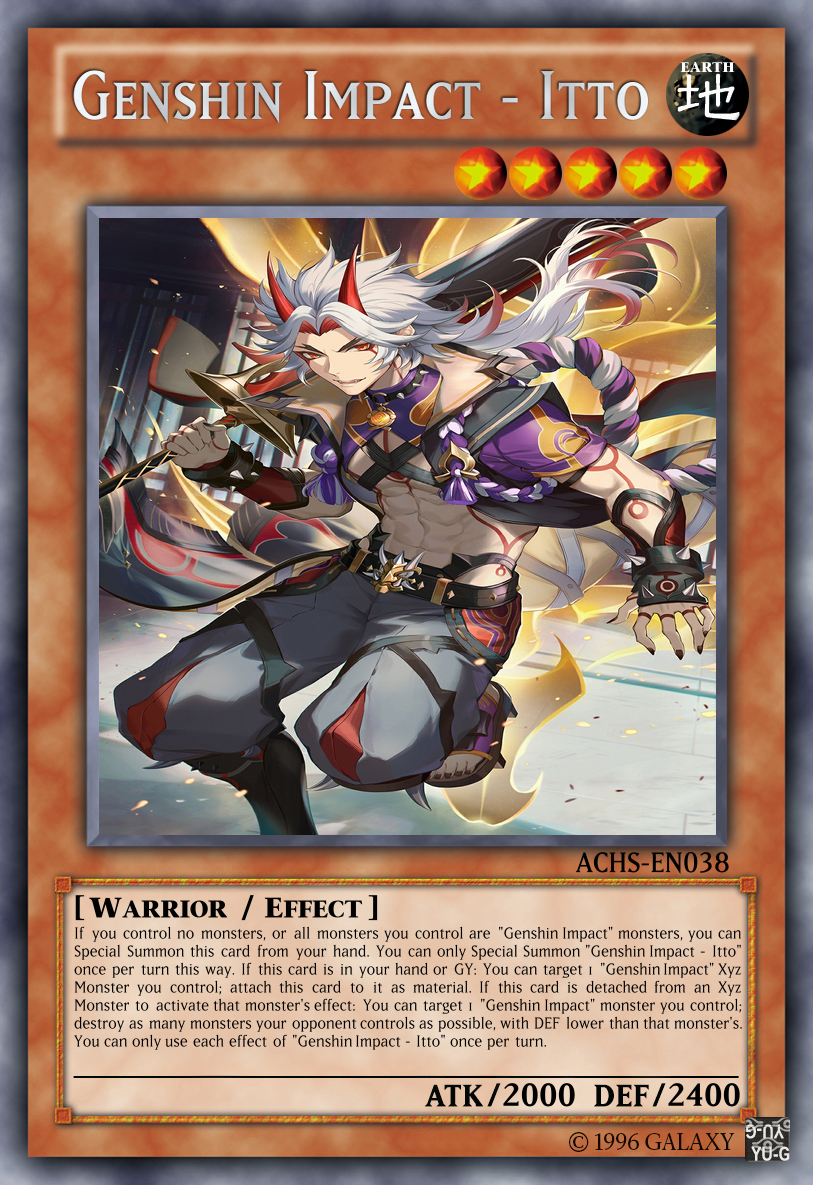 GENSHIN IMPACT - ITTO
EARTH
地
ACHS-EN038
[ WARRIOR / EFFECT ]
If you control no monsters, or all monsters you control are "Genshin Impact" monsters, you can
Special Summon this card from your hand. You can only Special Summon "Genshin Impact - Itto"
once per turn this way. If this card is in your hand or GY: You can target 1 "Genshin Impact" Xyz
Monster you control; attach this card to it as material. If this card is detached from an Xyz
Monster to activate that monster's effect: You can target 1 "Genshin Impact" monster you control;
destroy as many monsters your opponent controls as possible, with DEF lower than that monster's.
You can only use each effect of "Genshin Impact - Itto" once per turn.
ATK/2000 DEF/2400
© 1996 GALAXY
YU-G
YU-G